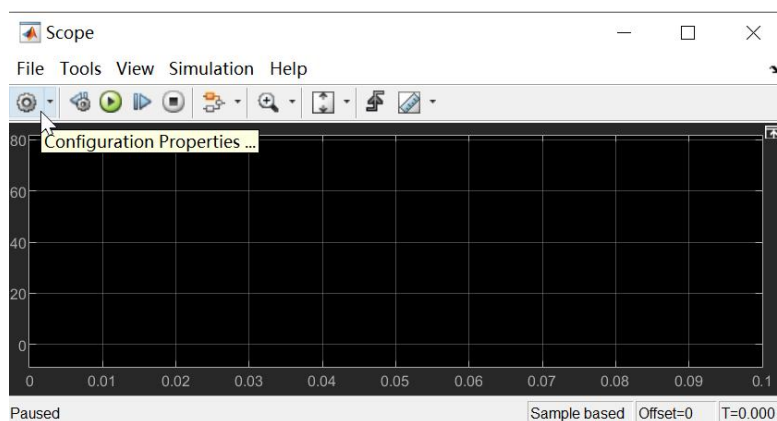 Scope
File Tools View Simulation Help
Configuration Properties ...
80
60
40
20
0
0 0.01 0.02 0.03 0.04 0.05 0.06 0.07 0.08 0.09 0.1
Paused Sample based Offset=0 T=0.000